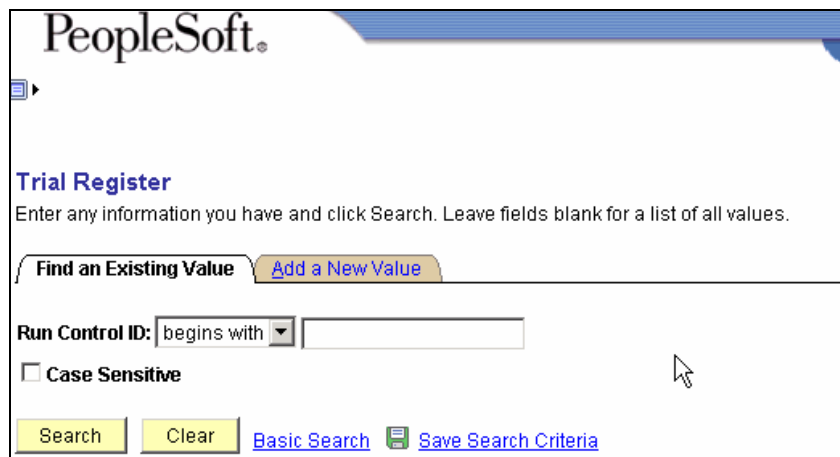 PeopleSoft®
Trial Register
Enter any information you have and click Search. Leave fields blank for a list of all values.
Find an Existing Value Add a New Value
Run Control ID: begins with
Case Sensitive
Search Clear Basic Search Save Search Criteria